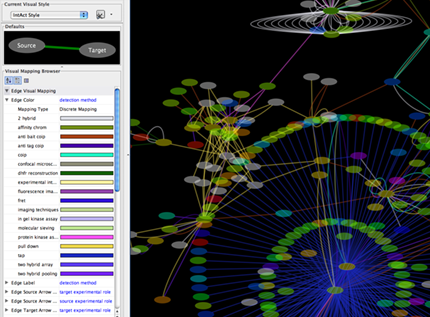 Current Visual Style
IntAct Style
Defaults
Source
Target
Visual Mapping Browser
Edge Visual Mapping
Edge Color detection method
Mapping Type Discrete Mapping
2 hybrid
affinity chrom
anti bait coip
anti tag coip
coip
confocal microsc...
dhfr reconstruction
experimental int...
fluorescence ima...
fret
imaging techniques
in gel kinase assay
molecular sieving
protein kinase as...
pull down
tap
two hybrid array
two hybrid pooling
Edge Label detection method
Edge Source Arrow ... target experimental role
Edge Source Arrow ... source experimental role
Edge Target Arrow ... target experimental role